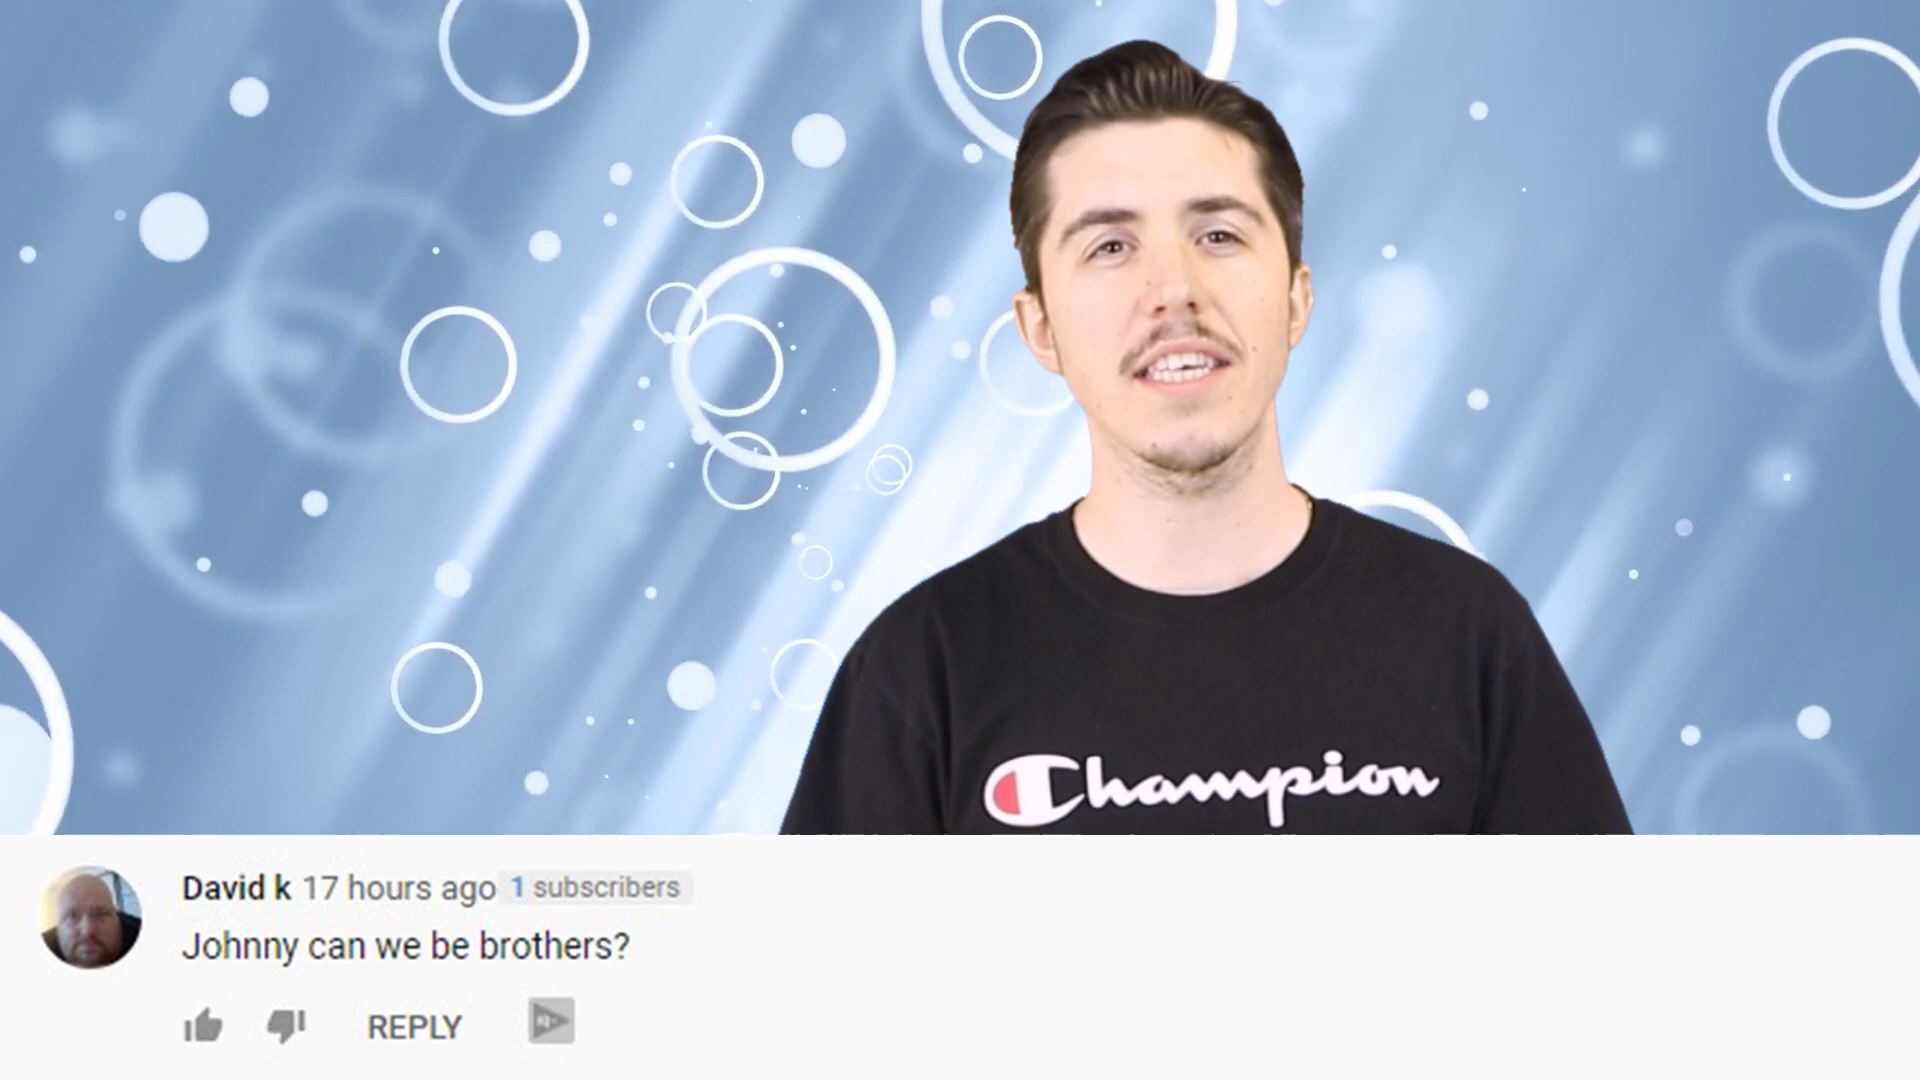 Champion
David k 17 hours ago 1 subscribers
Johnny can we be brothers?
REPLY